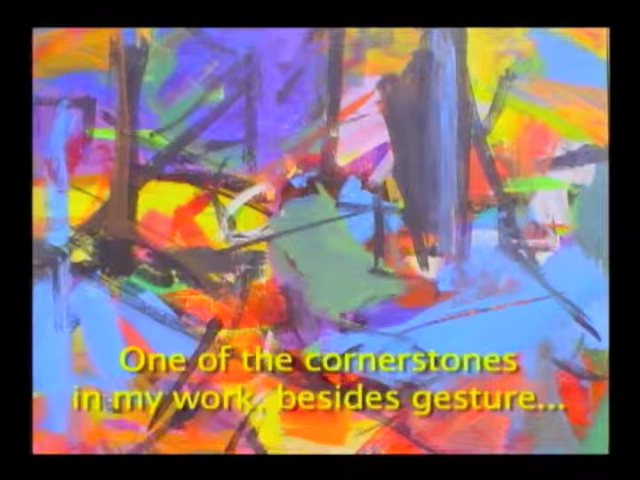 One of the cornerstones
in my work, besides gesture...